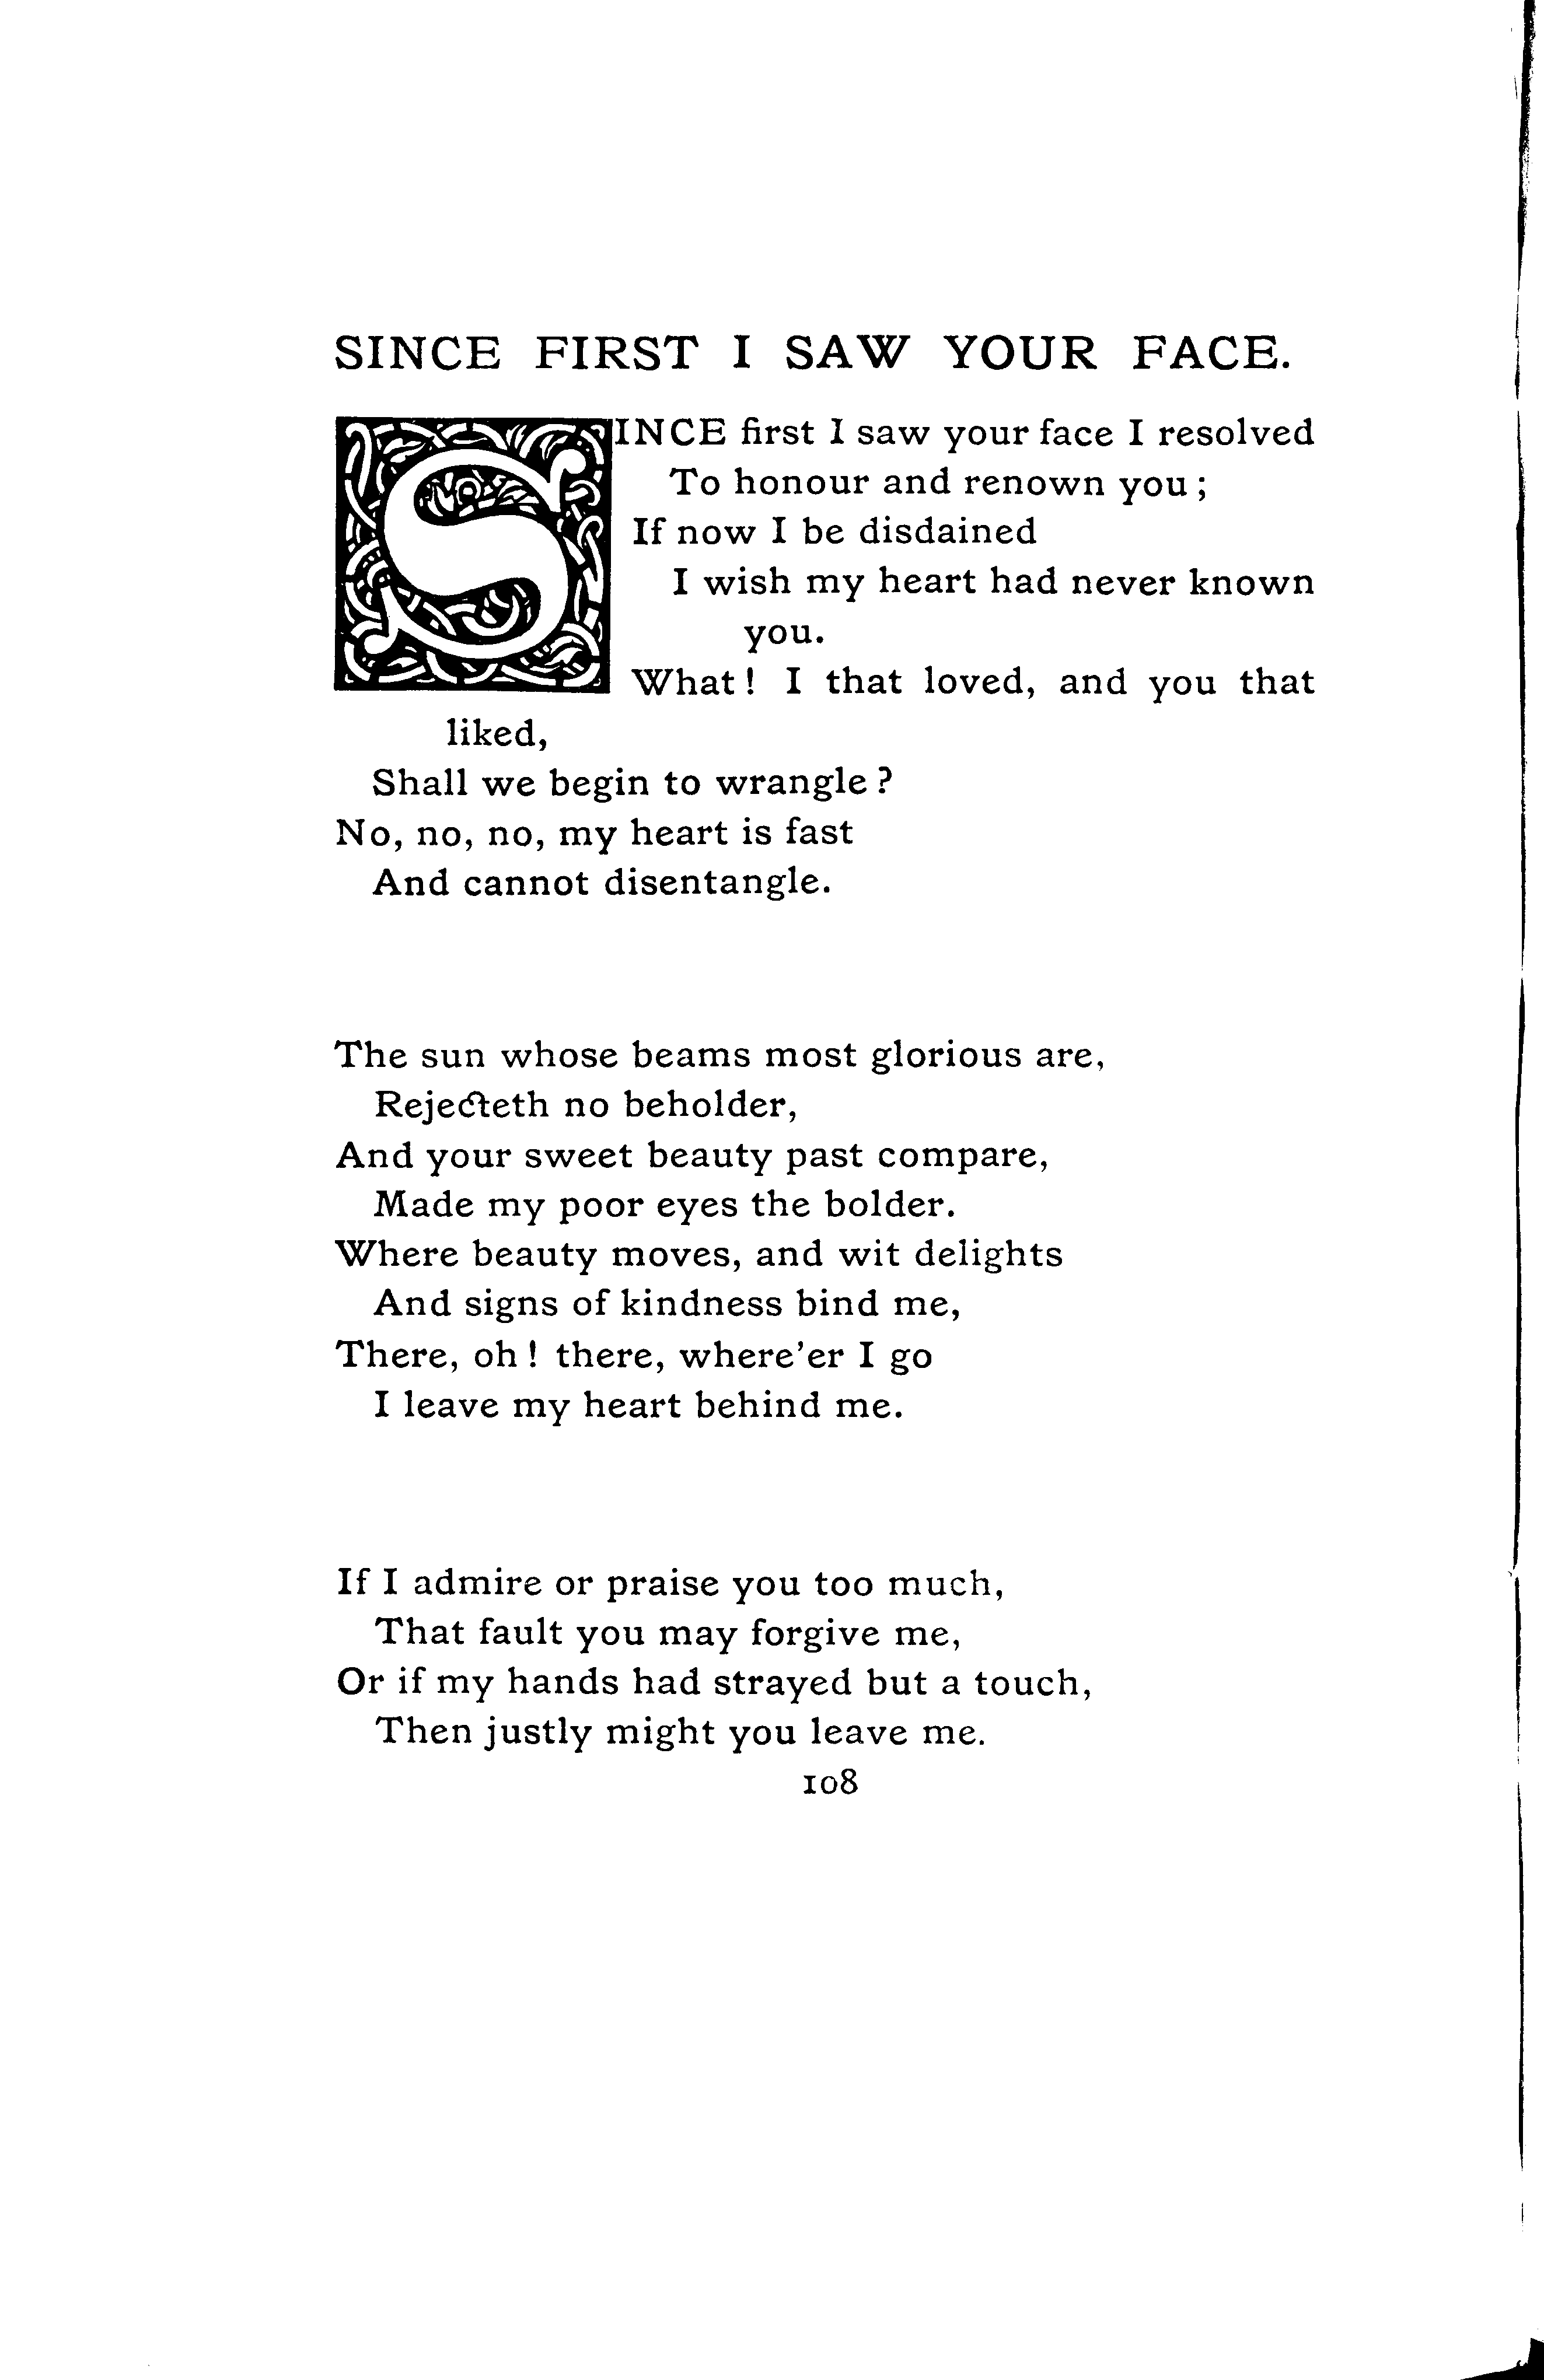 SINCE FIRST I SAW YOUR FACE.
SINCE first I saw your face I resolved
To honour and renown you ;
If now I be disdained
I wish my heart had never known
you.
What ! I that loved, and you that
liked,
Shall we begin to wrangle ?
No, no, no, my heart is fast
And cannot disentangle.
The sun whose beams most glorious are,
Rejecteth no beholder,
And your sweet beauty past compare,
Made my poor eyes the bolder.
Where beauty moves, and wit delights
And signs of kindness bind me,
There, oh ! there, where'er I go
I leave my heart behind me.
If I admire or praise you too much,
That fault you may forgive me,
Or if my hands had strayed but a touch,
Then justly might you leave me.
108